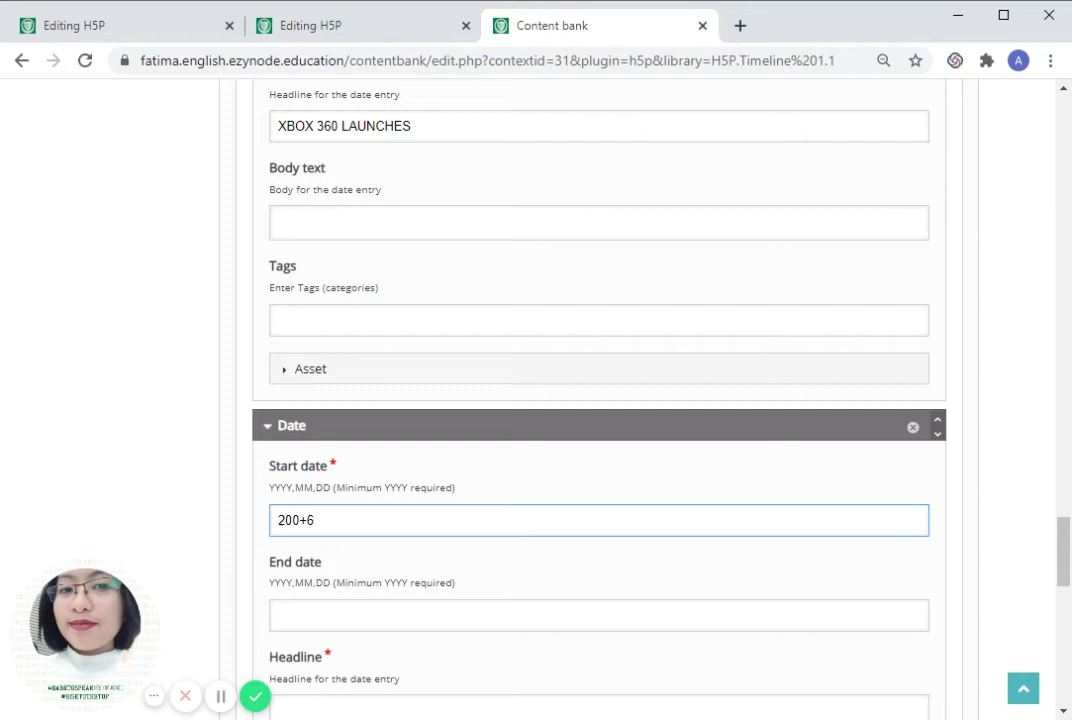 Editing H5P
Editing H5P
Content bank
fatima.english.ezynode.education/contentbank/edit.php?contextid=31&plugin=h5p&library=H5P.Timeline%201.1
A
Headline for the date entry
XBOX 360 LAUNCHES
Body text
Body for the date entry
Tags
Enter Tags (categories)
Asset
Date
Start date *
YYYY,MM,DD (Minimum YYYY required)
200+6
End date
YYYY,MM,DD (Minimum YYYY required)
Headline *
Headline for the date entry